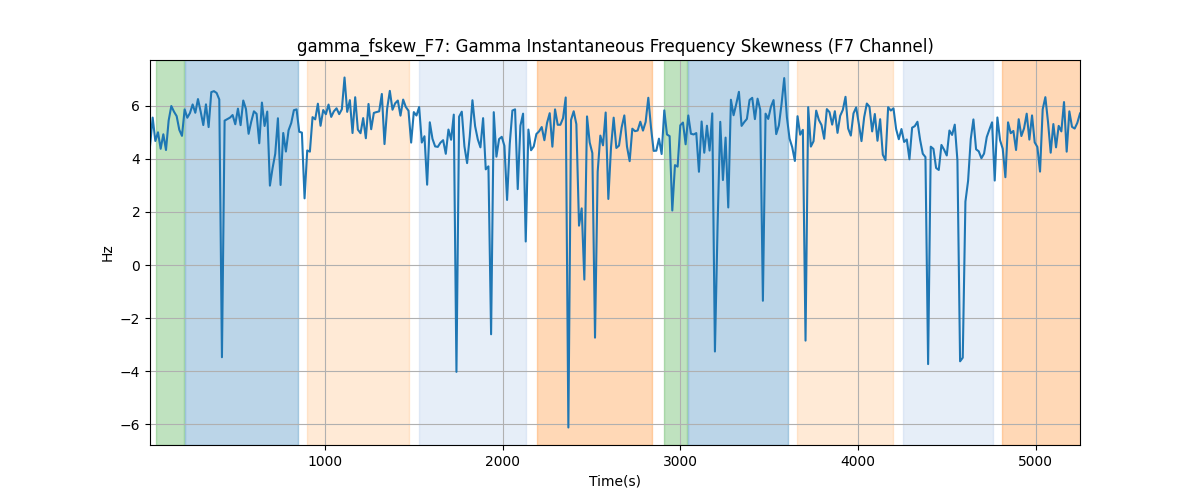 gamma_fskew_F7: Gamma Instantaneous Frequency Skewness (F7 Channel)
6
4
2
0
−2
−4
−6
Hz
1000 2000 3000 4000 5000
Time(s)